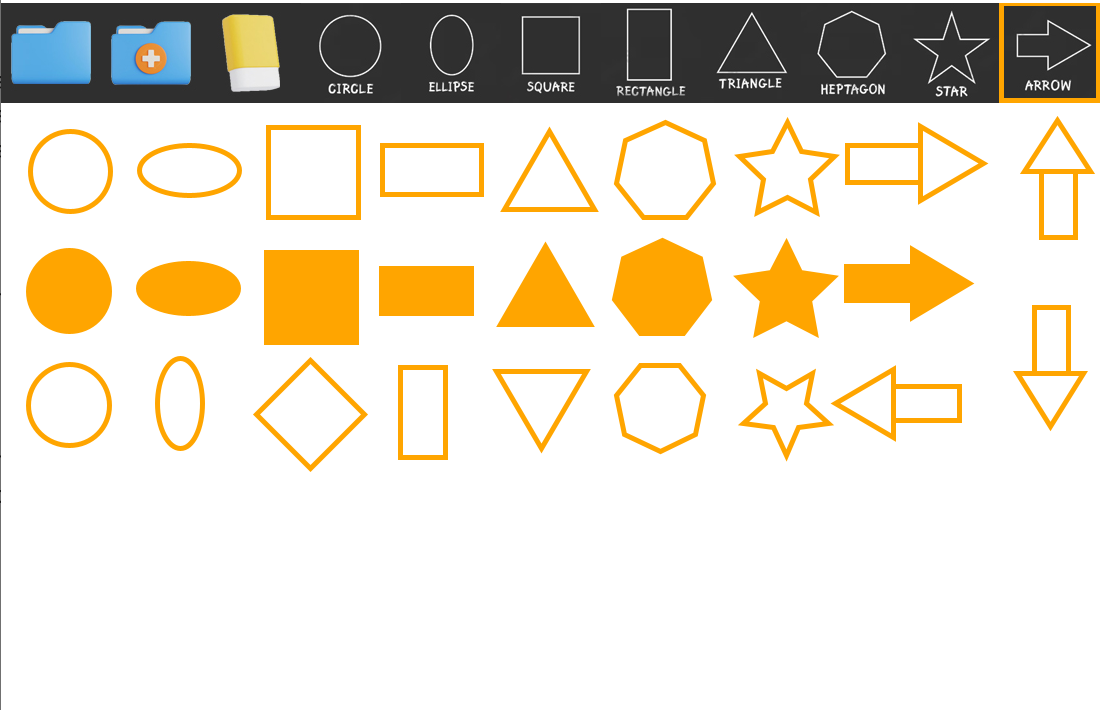 CIRCLE
ELLIPSE
SQUARE
RECTANGLE
TRIANGLE
HEPTAGON
STAR
ARROW